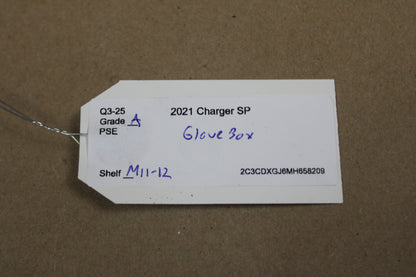 Q3-25 2021 Charger SP
Grade A
PSE Glove Box
Shelf M11-12 2C3CDXGJ6MH658209